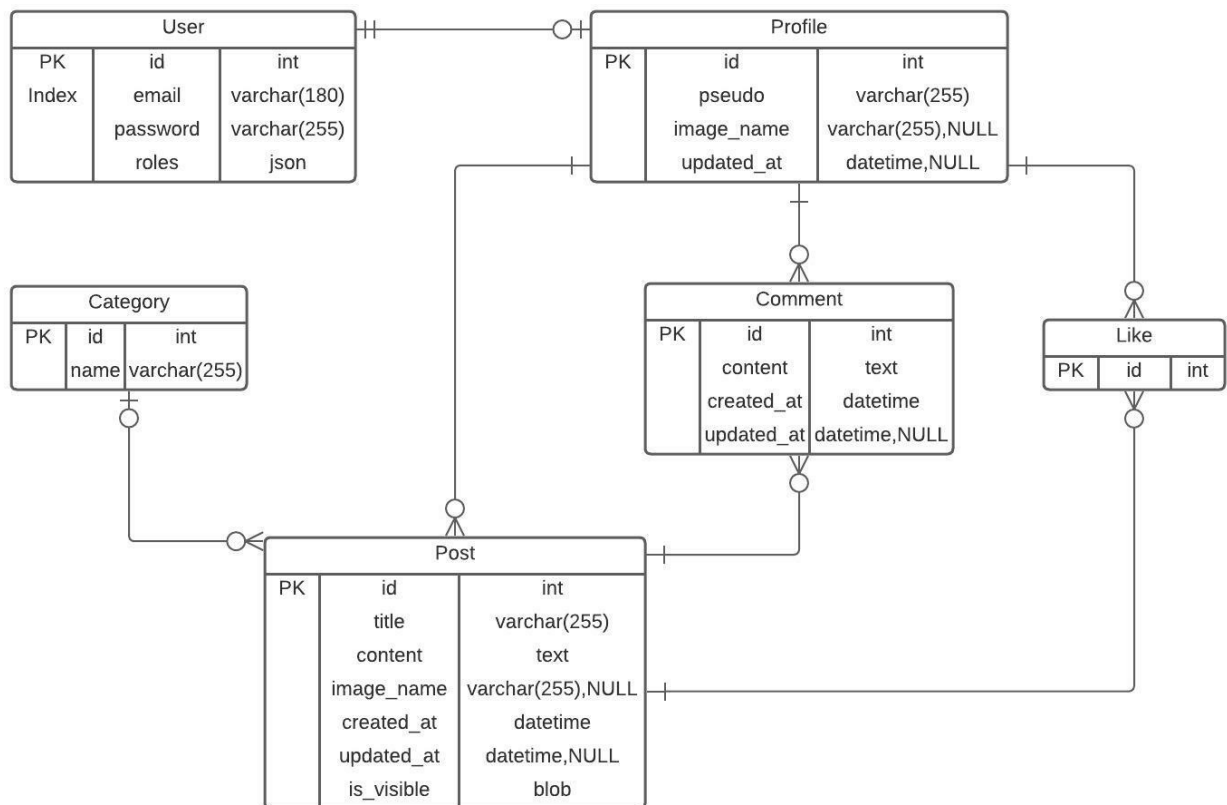 User
PK id int
Index email varchar(180)
password varchar(255)
roles json
Profile
PK id int
pseudo varchar(255)
image_name varchar(255),NULL
updated_at datetime,NULL
Category
PK id int
name varchar(255)
Comment
PK id int
content text
created_at datetime
updated_at datetime,NULL
Like
PK id int
Post
PK id int
title varchar(255)
content text
image_name varchar(255),NULL
created_at datetime
updated_at datetime,NULL
is_visible blob